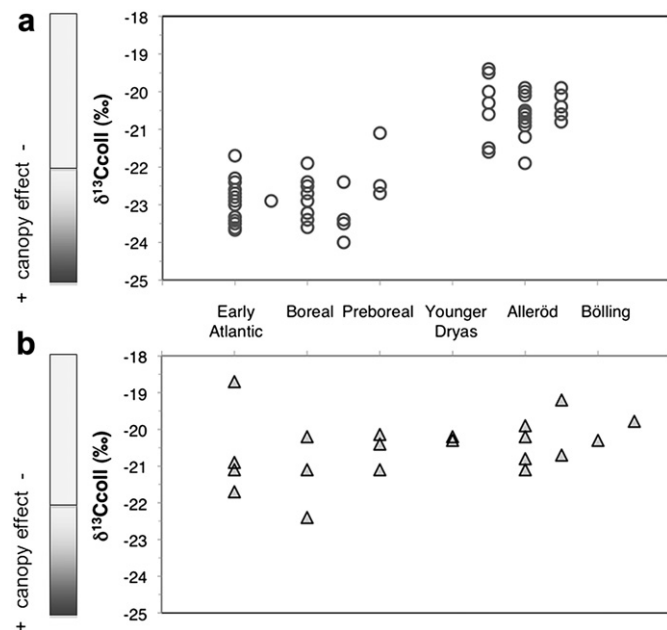 a
+ canopy effect -
δ¹³Ccoll (‰)
-18
-19
-20
-21
-22
-23
-24
-25
Early Atlantic
Boreal
Preboreal
Younger Dryas
Alleröd
Bölling
b
+ canopy effect -
δ¹³Ccoll (‰)
-18
-19
-20
-21
-22
-23
-24
-25